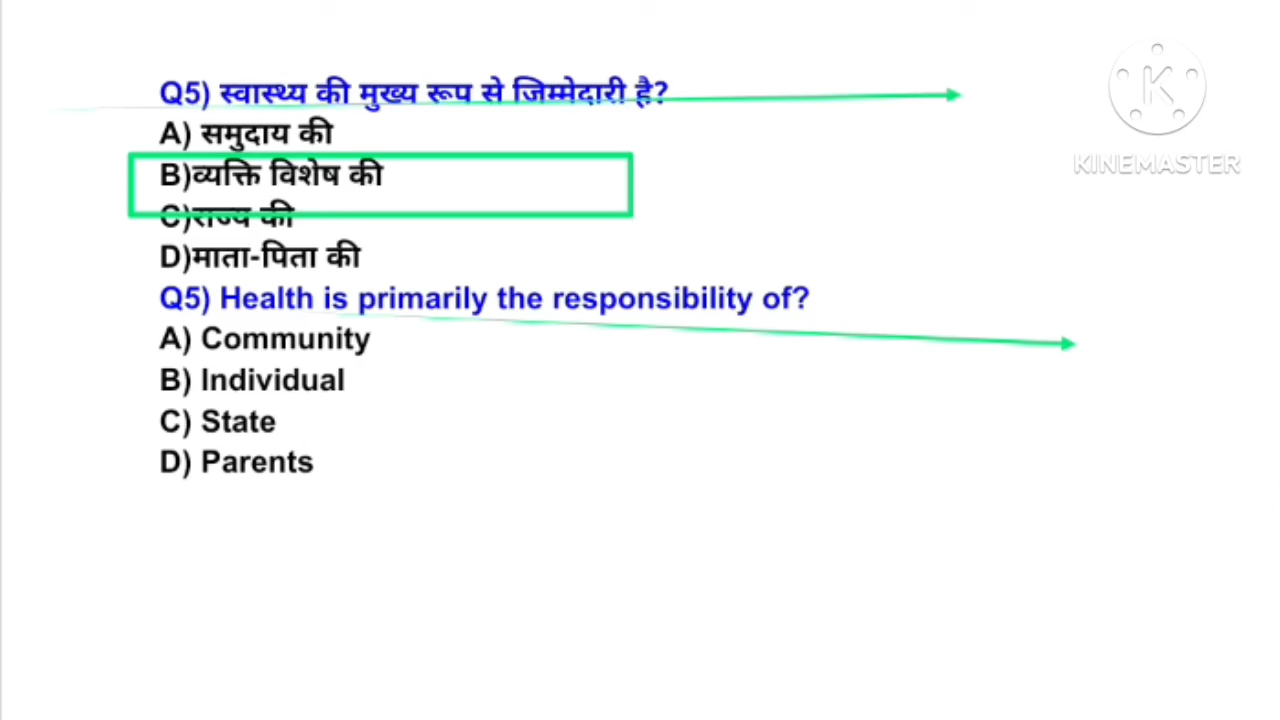 Q5) स्वास्थ्य की मुख्य रूप से जिम्मेदारी है?
A) समुदाय की
B)व्यक्ति विशेष की
C)राज्य की
D)माता-पिता की
Q5) Health is primarily the responsibility of?
A) Community
B) Individual
C) State
D) Parents
K
KINEMASTER